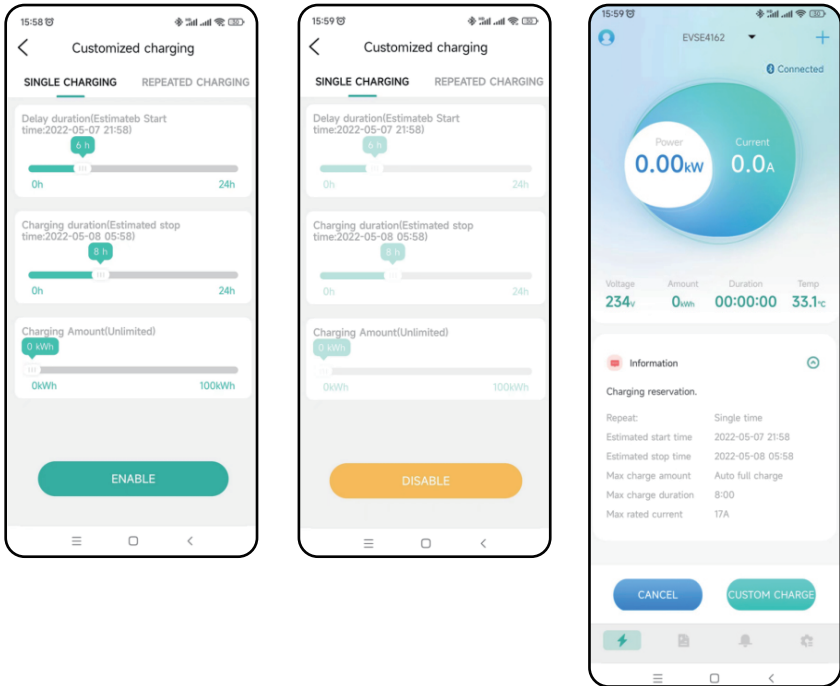 15:58
Customized charging
SINGLE CHARGING
REPEATED CHARGING
Delay duration(Estimateb Start
time:2022-05-07 21:58)
6 h
0h
24h
Charging duration(Estimated stop
time:2022-05-08 05:58)
8 h
0h
24h
Charging Amount(Unlimited)
0 kWh
0kWh
100kWh
ENABLE
15:59
Customized charging
SINGLE CHARGING
REPEATED CHARGING
Delay duration(Estimateb Start
time:2022-05-07 21:58)
6 h
0h
24h
Charging duration(Estimated stop
time:2022-05-08 05:58)
8 h
0h
24h
Charging Amount(Unlimited)
0 kWh
0kWh
100kWh
DISABLE
15:59
EVSE4162
Connected
Power
0.00kW
Current
0.0A
Voltage
234v
Amount
0kWh
Duration
00:00:00
Temp
33.1℃
Information
Charging reservation.
Repeat: Single time
Estimated start time 2022-05-07 21:58
Estimated stop time 2022-05-08 05:58
Max charge amount Auto full charge
Max charge duration 8:00
Max rated current 17A
CANCEL
CUSTOM CHARGE